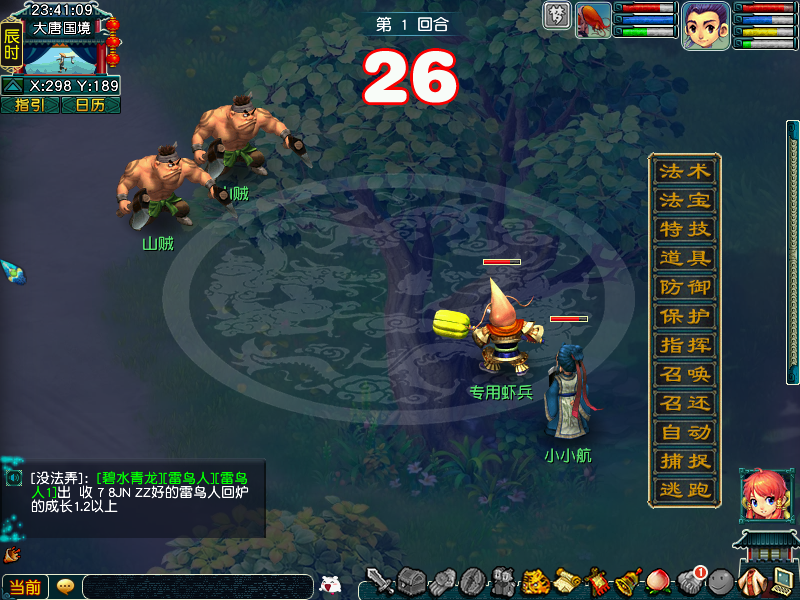 23:41:09
辰时
大唐国境
X:298 Y:189
指引 日历
第 1 回合
26
梦
山贼
贼
专用虾兵
小小航
法术
法宝
特技
道具
防御
保护
指挥
召唤
召还
自动
捕捉
逃跑
[没法弄]: [碧水青龙][雷鸟人][雷鸟
人1]出 收 7 8JN ZZ好的雷鸟人回炉
的成长1.2以上
当前
1